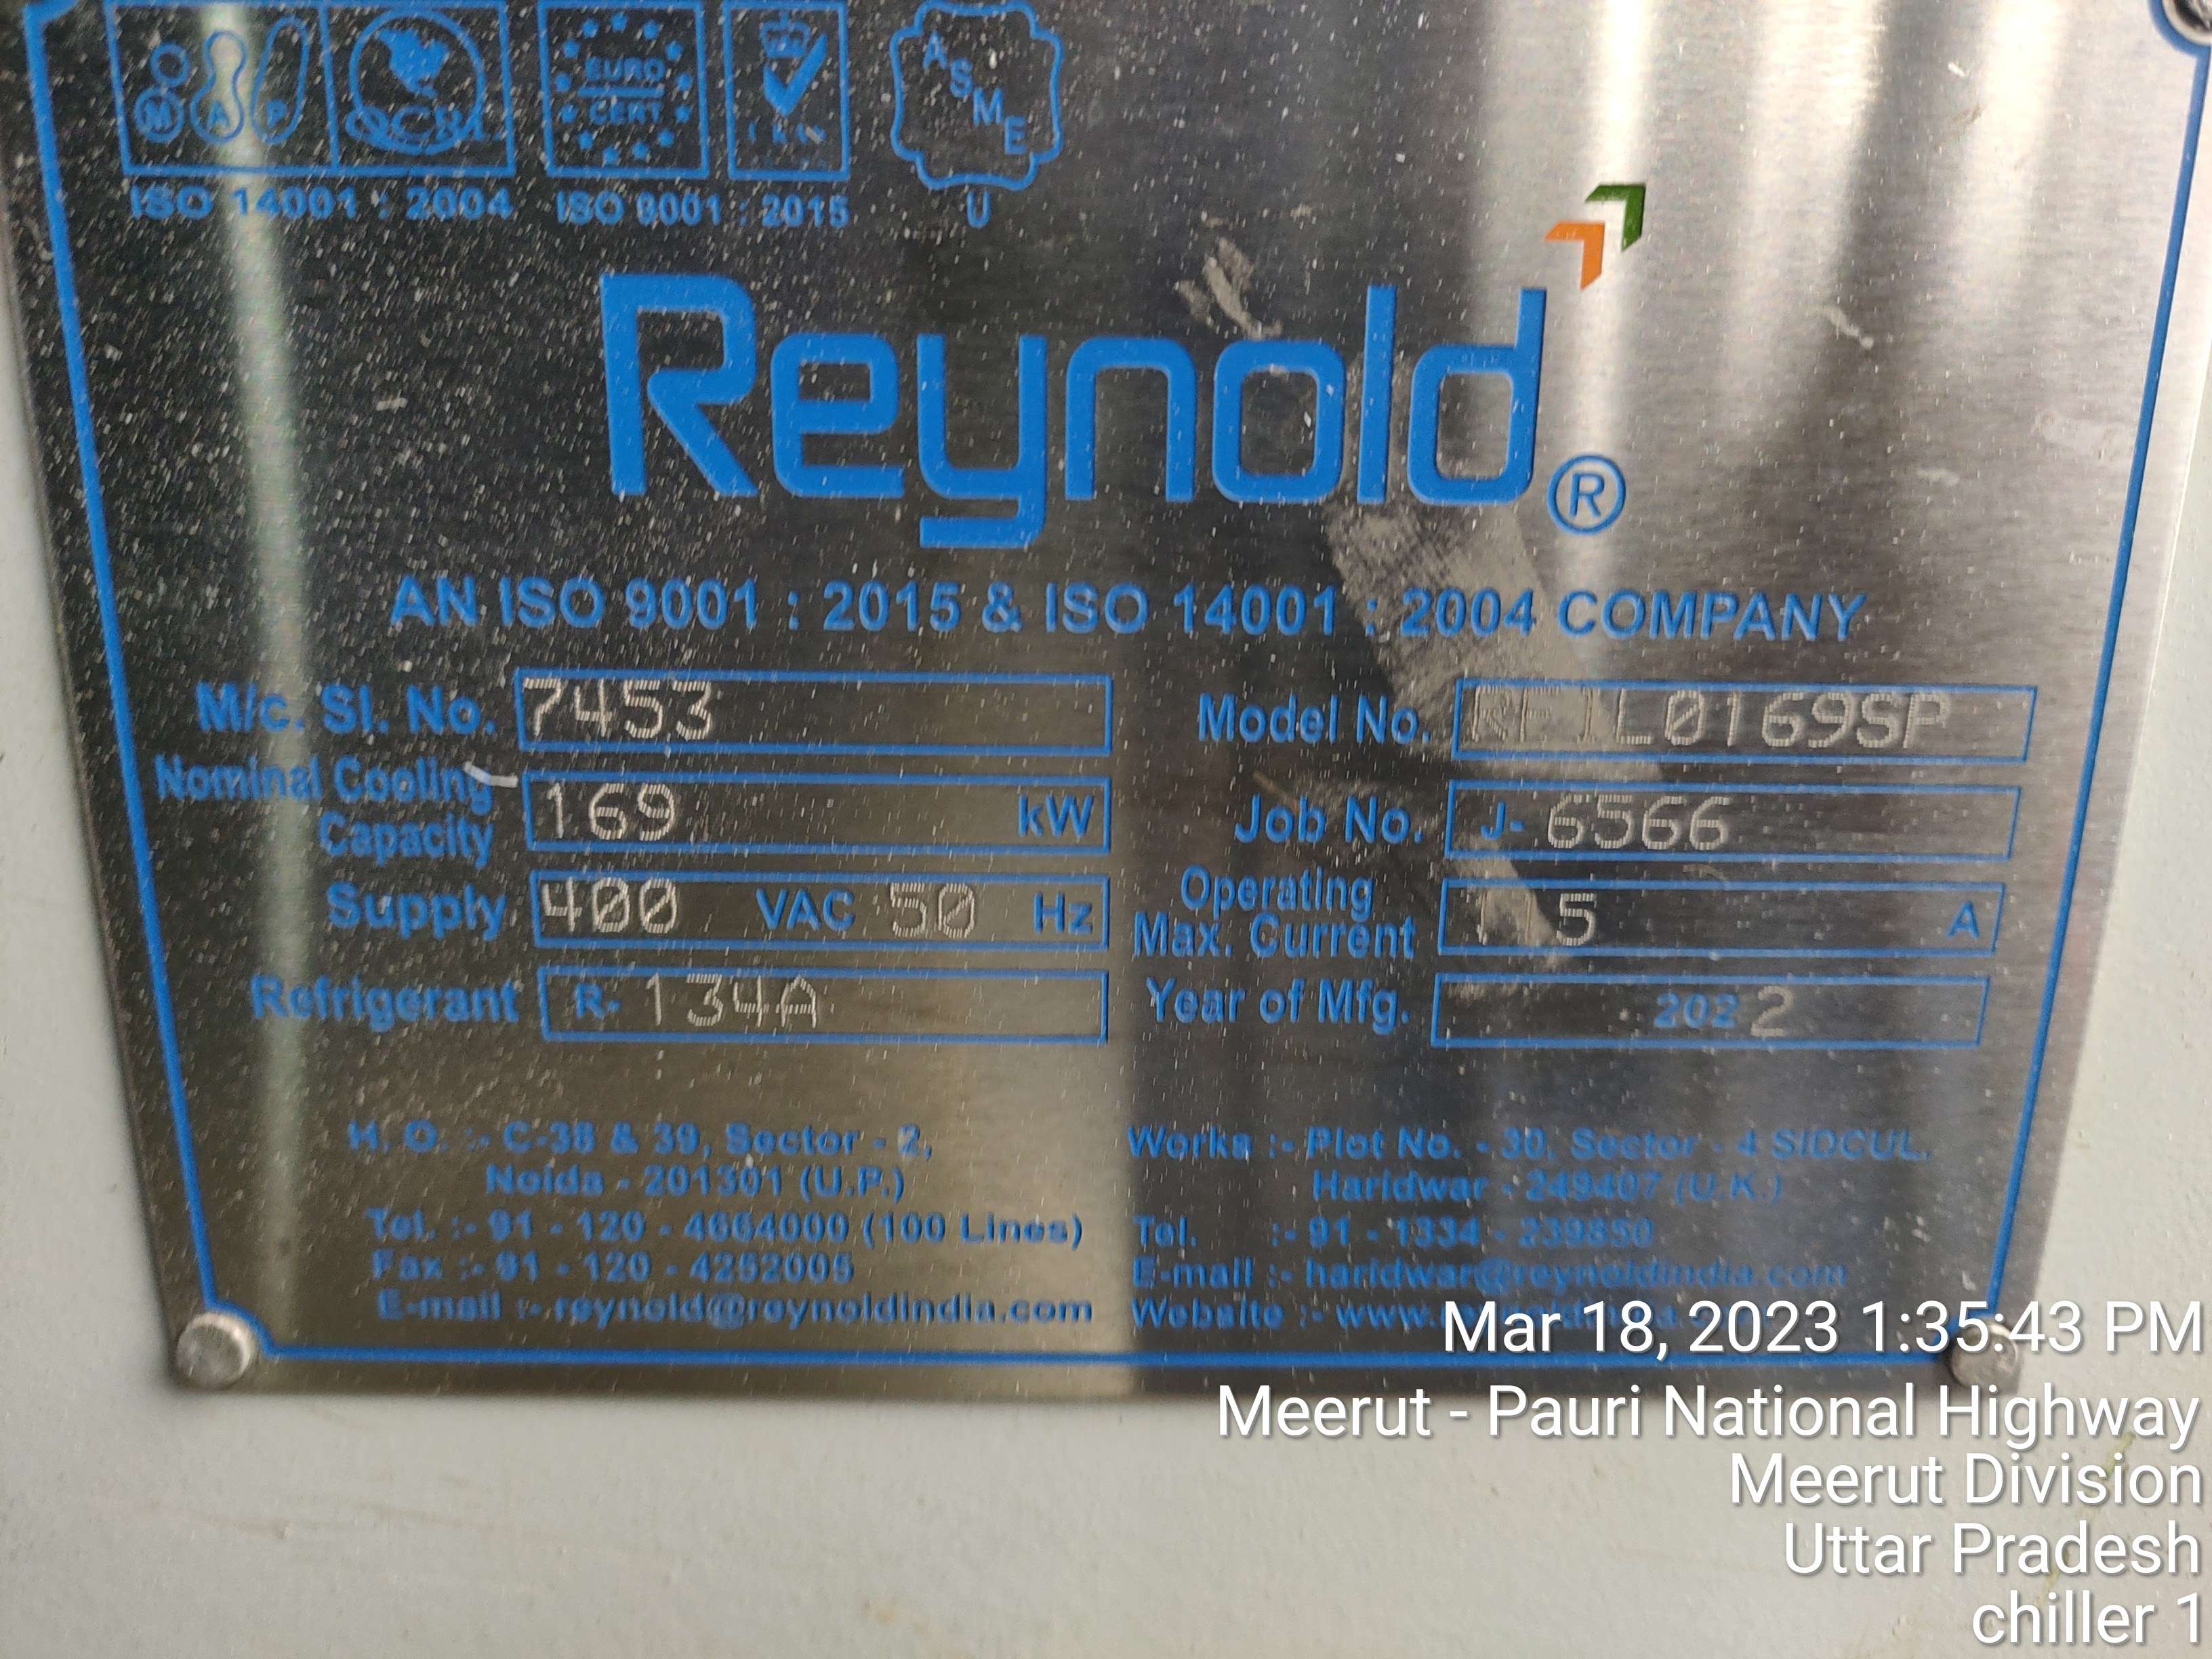 M A P QCBL EURO CERT A S M E
ISO 14001 : 2004 ISO 9001 : 2015 U
Reynold®
AN ISO 9001 : 2015 & ISO 14001 : 2004 COMPANY
M/c. Sl. No. 7453 Model No.
Nominal Cooling Capacity 169 kW Job No. J- 6566
Supply 400 VAC 50 Hz Operating Max. Current A
Refrigerant R- 134A Year of Mfg. 2022
H. O. :- C-38 & 39, Sector - 2, Works :- Plot No. - 30, Sector - 4 SIDCUL,
Noida - 201301 (U.P.) Haridwar - 249407 (U.K.)
Tel. :- 91 - 120 - 4664000 (100 Lines) Tel. :- 91 - 1334 - 239850
Fax :- 91 - 120 - 4252005 E-mail :- haridwar@reynoldindia.com
E-mail :- reynold@reynoldindia.com Website :-
Mar 18, 2023 1:35:43 PM
Meerut - Pauri National Highway
Meerut Division
Uttar Pradesh
chiller 1